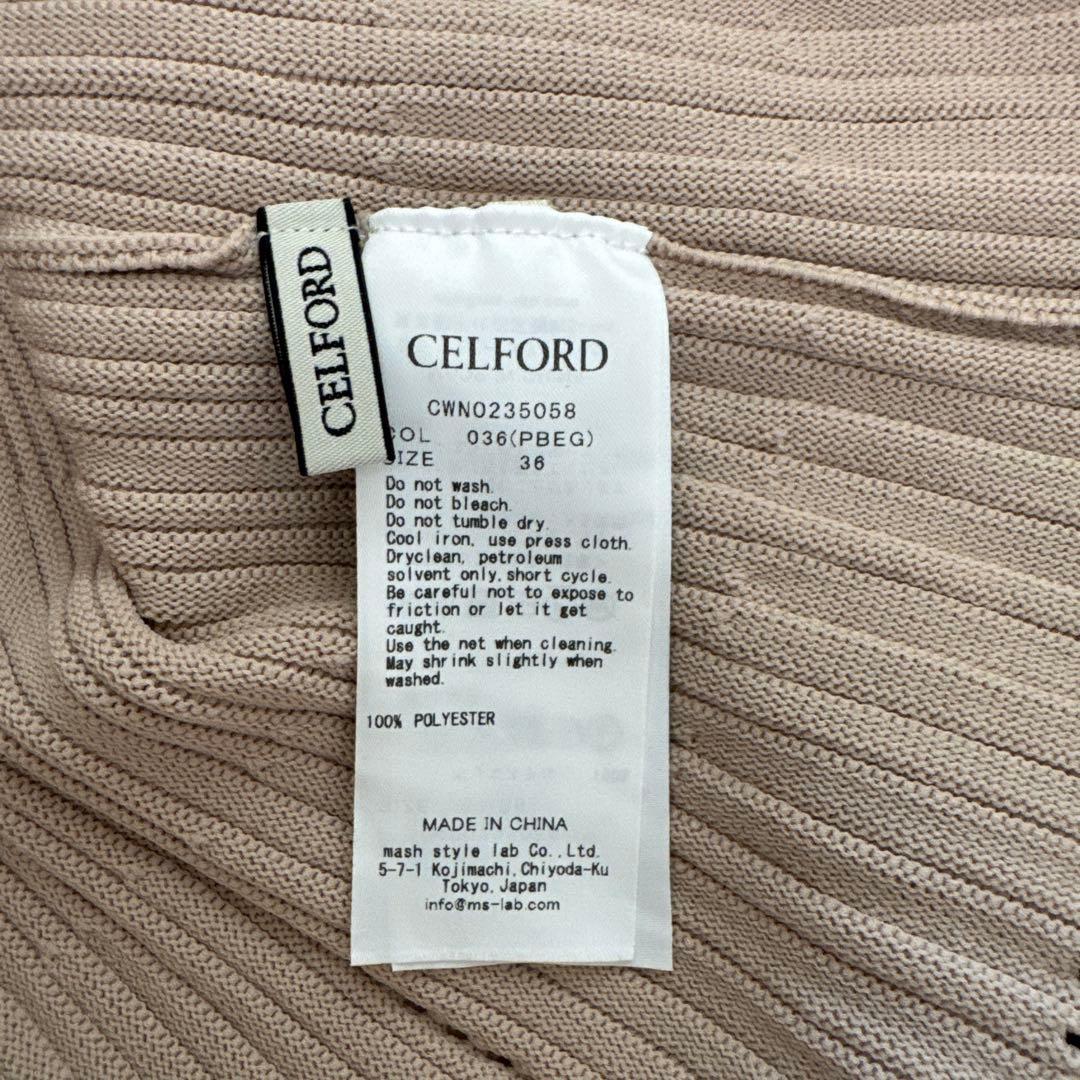 CELFORD
CELFORD
CWNO235058
COL 036(PBEG)
SIZE 36
Do not wash.
Do not bleach.
Do not tumble dry.
Cool iron, use press cloth.
Dryclean, petroleum
solvent only, short cycle.
Be careful not to expose to
friction or let it get
caught.
Use the net when cleaning.
May shrink slightly when
washed.
100% POLYESTER
MADE IN CHINA
mash style lab Co., Ltd.
5-7-1 Kojimachi, Chiyoda-Ku
Tokyo, Japan
info@ms-lab.com